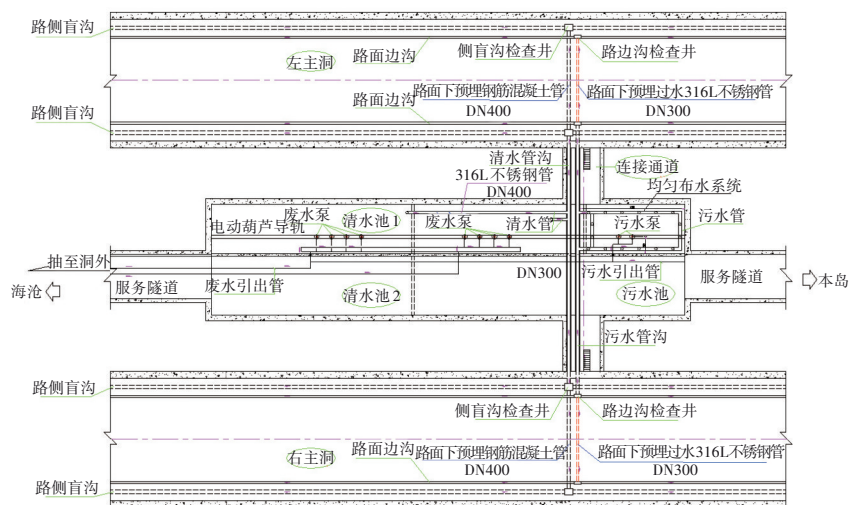 路侧盲沟
左主洞
路面边沟
侧盲沟检查井
路边沟检查井
路面下预埋钢筋混凝土管
DN400
路面下预埋过水316L不锈钢管
DN300
路面边沟
路侧盲沟
清水管沟
316L不锈钢管
DN400
连接通道
均匀布水系统
废水泵
清水池1
废水泵
清水管
污水泵
污水管
电动葫芦导轨
抽至洞外
DN300
污水引出管
海沧
服务隧道
废水引出管
清水池2
污水池
服务隧道
本岛
污水管沟
路侧盲沟
侧盲沟检查井
路边沟检查井
右主洞
路面边沟
路面下预埋钢筋混凝土管
DN400
路面下预埋过水316L不锈钢管
DN300
路侧盲沟